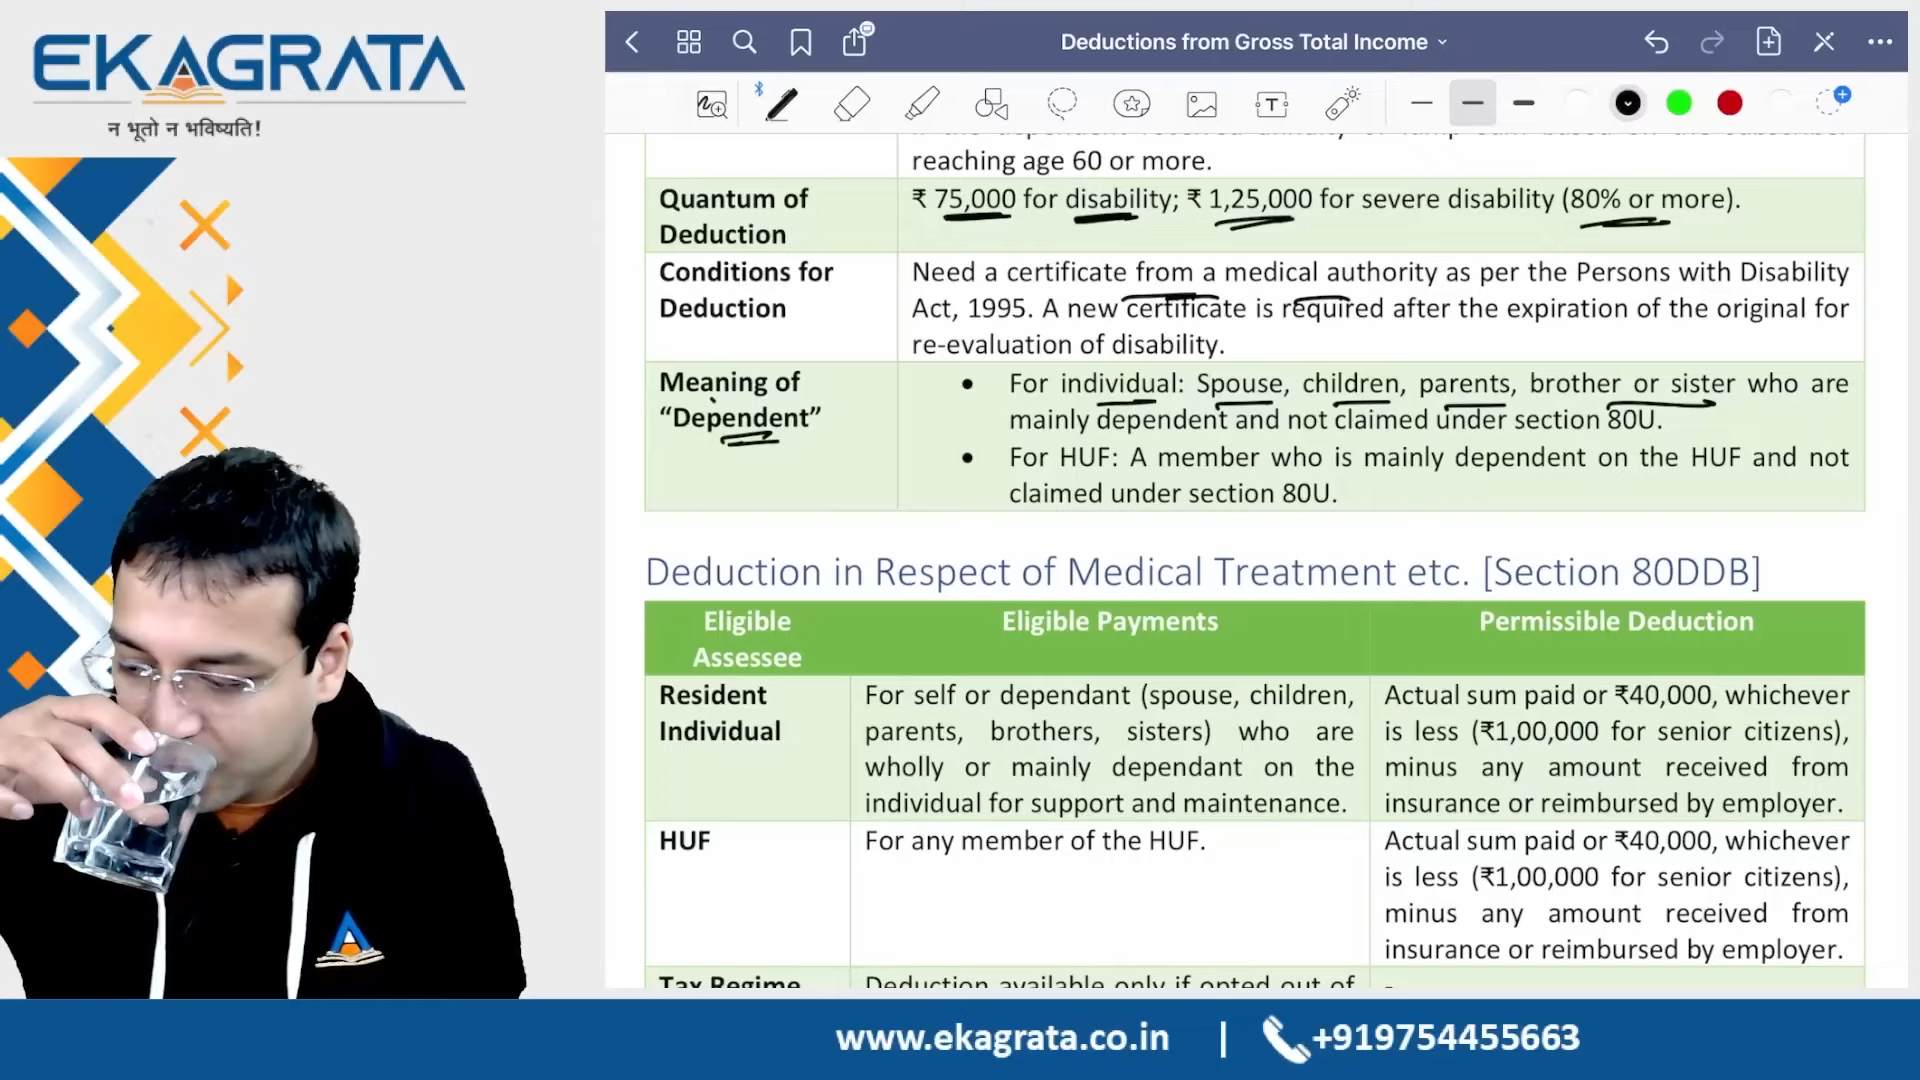 EKAGRATA
न भूतो न भविष्यति!
Deductions from Gross Total Income
reaching age 60 or more.
Quantum of Deduction
₹ 75,000 for disability; ₹ 1,25,000 for severe disability (80% or more).
Conditions for Deduction
Need a certificate from a medical authority as per the Persons with Disability
Act, 1995. A new certificate is required after the expiration of the original for
re-evaluation of disability.
Meaning of "Dependent"
• For individual: Spouse, children, parents, brother or sister who are
mainly dependent and not claimed under section 80U.
• For HUF: A member who is mainly dependent on the HUF and not
claimed under section 80U.
Deduction in Respect of Medical Treatment etc. [Section 80DDB]
Eligible Assessee
Eligible Payments
Permissible Deduction
Resident Individual
For self or dependant (spouse, children,
parents, brothers, sisters) who are
wholly or mainly dependant on the
individual for support and maintenance.
Actual sum paid or ₹40,000, whichever
is less (₹1,00,000 for senior citizens),
minus any amount received from
insurance or reimbursed by employer.
HUF
For any member of the HUF.
Actual sum paid or ₹40,000, whichever
is less (₹1,00,000 for senior citizens),
minus any amount received from
insurance or reimbursed by employer.
Tax Regime
Deduction available only if opted out of
-
www.ekagrata.co.in | +919754455663